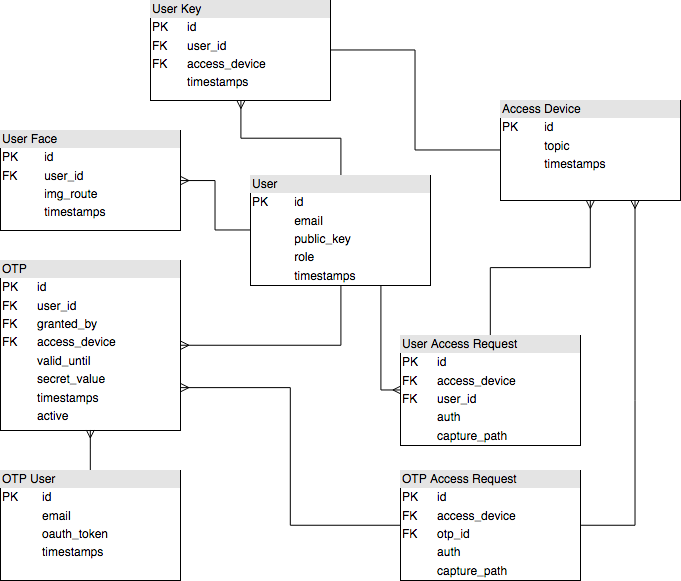 User Key
PK id
FK user_id
FK access_device
timestamps
Access Device
PK id
topic
timestamps
User Face
PK id
FK user_id
img_route
timestamps
User
PK id
email
public_key
role
timestamps
OTP
PK id
FK user_id
FK granted_by
FK access_device
valid_until
secret_value
timestamps
active
User Access Request
PK id
FK access_device
FK user_id
auth
capture_path
OTP User
PK id
email
oauth_token
timestamps
OTP Access Request
PK id
FK access_device
FK otp_id
auth
capture_path